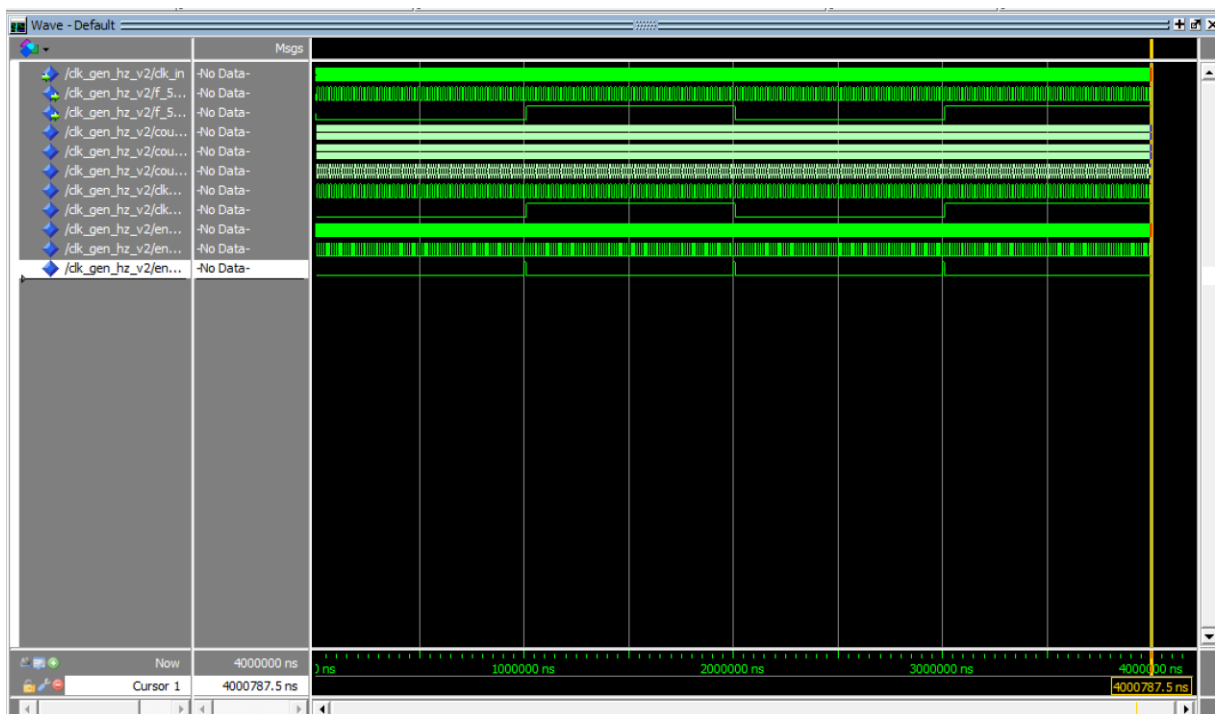 Wave - Default
Msgs
/clk_gen_hz_v2/clk_in -No Data-
/clk_gen_hz_v2/f_5... -No Data-
/clk_gen_hz_v2/f_5... -No Data-
/clk_gen_hz_v2/cou... -No Data-
/clk_gen_hz_v2/cou... -No Data-
/clk_gen_hz_v2/cou... -No Data-
/clk_gen_hz_v2/clk... -No Data-
/clk_gen_hz_v2/clk... -No Data-
/clk_gen_hz_v2/en... -No Data-
/clk_gen_hz_v2/en... -No Data-
/clk_gen_hz_v2/en... -No Data-
Now 4000000 ns
ns 1000000 ns 2000000 ns 3000000 ns 4000000 ns
Cursor 1 4000787.5 ns
4000787.5 ns